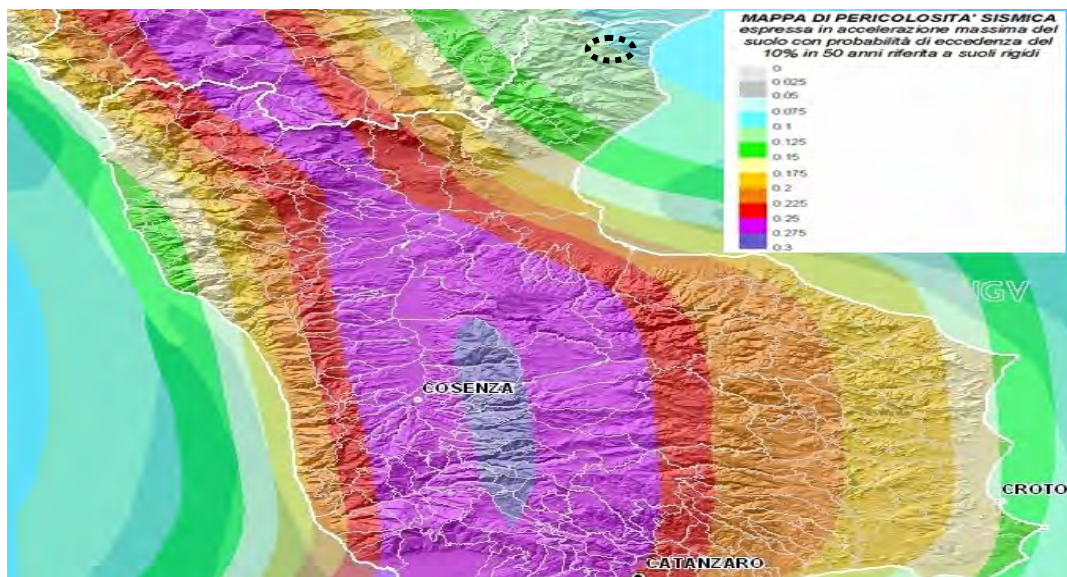 MAPPA DI PERICOLOSITA' SISMICA
espressa in accelerazione massima del
suolo con probabilità di eccedenza del
10% in 50 anni riferita a suoli rigidi
0
0.025
0.05
0.075
0.1
0.125
0.15
0.175
0.2
0.225
0.25
0.275
0.3
INGV
COSENZA
CROTO
CATANZARO